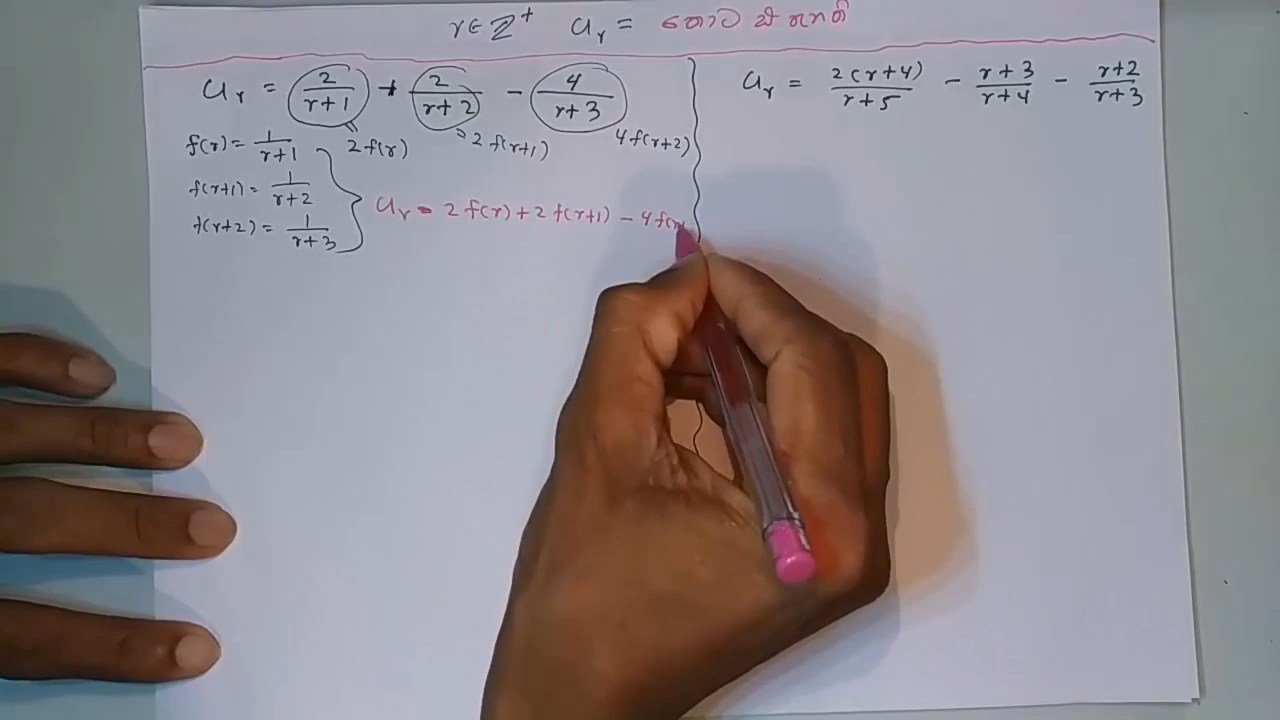 r ∈ ℤ⁺ Uᵣ =
Uᵣ = 2/(r+1) + 2/(r+2) - 4/(r+3)
f(r) = 1/(r+1) 2f(r) 2f(r+1) 4f(r+2)
f(r+1) = 1/(r+2)
f(r+2) = 1/(r+3)
Uᵣ = 2f(r) + 2f(r+1) - 4f(r
Uᵣ = 2(r+4)/(r+5) - (r+3)/(r+4) - (r+2)/(r+3)